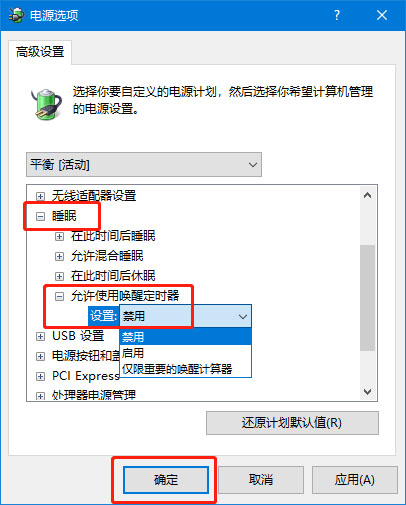 电源选项
高级设置
选择你要自定义的电源计划，然后选择你希望计算机管理
的电源设置。
平衡 [活动]
无线适配器设置
睡眠
在此时间后睡眠
允许混合睡眠
在此时间后休眠
允许使用唤醒定时器
设置: 禁用
禁用
启用
仅限重要的唤醒计算器
USB 设置
电源按钮和
PCI Express
处理器电源管理
还原计划默认值(R)
确定 取消 应用(A)